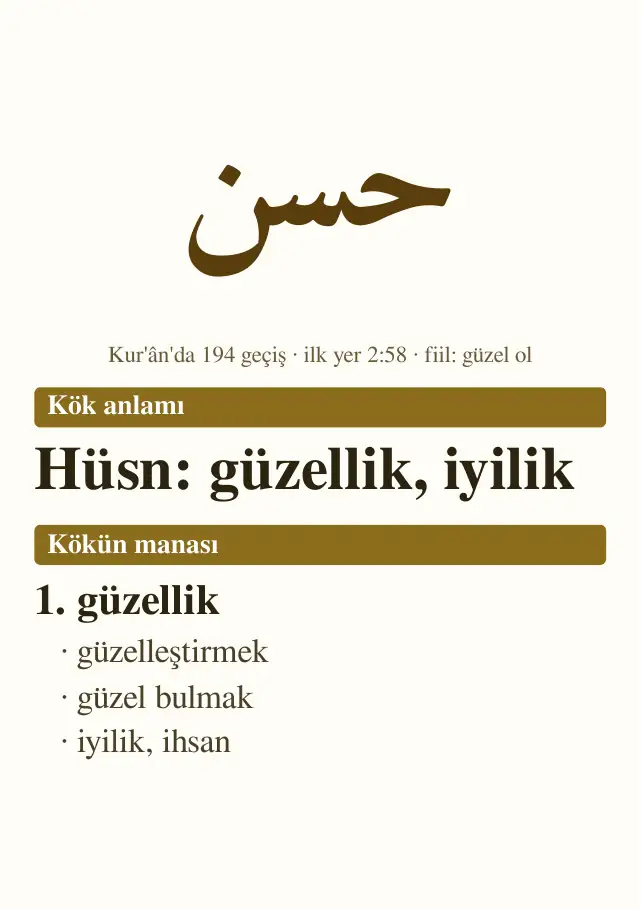 حسن
Kur'ân'da 194 geçiş · ilk yer 2:58 · fiil: güzel ol
Kök anlamı
Hüsn: güzellik, iyilik
Kökün manası
1. güzellik
· güzelleştirmek
· güzel bulmak
· iyilik, ihsan